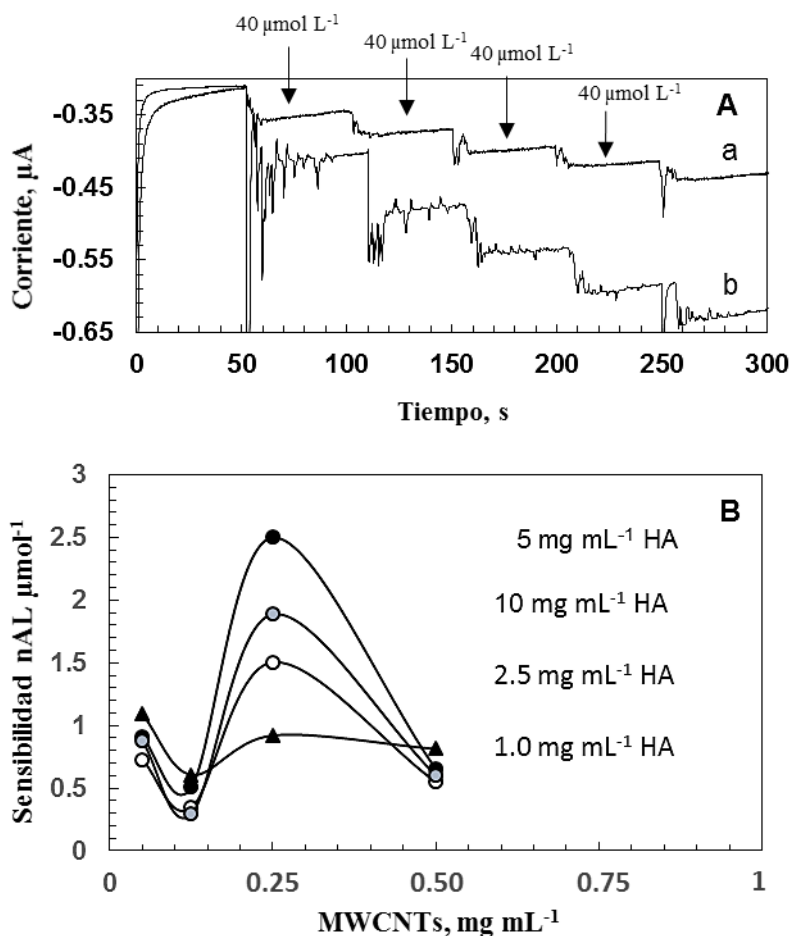 40 µmol L-1
40 µmol L-1
40 µmol L-1
40 µmol L-1
A
a
b
-0.35
-0.45
-0.55
-0.65
Corriente, µA
0 50 100 150 200 250 300
Tiempo, s
B
3
2.5
2
1.5
1
0.5
0
Sensibilidad nAL µmol-1
5 mg mL-1 HA
10 mg mL-1 HA
2.5 mg mL-1 HA
1.0 mg mL-1 HA
0 0.25 0.50 0.75 1
MWCNTs, mg mL-1